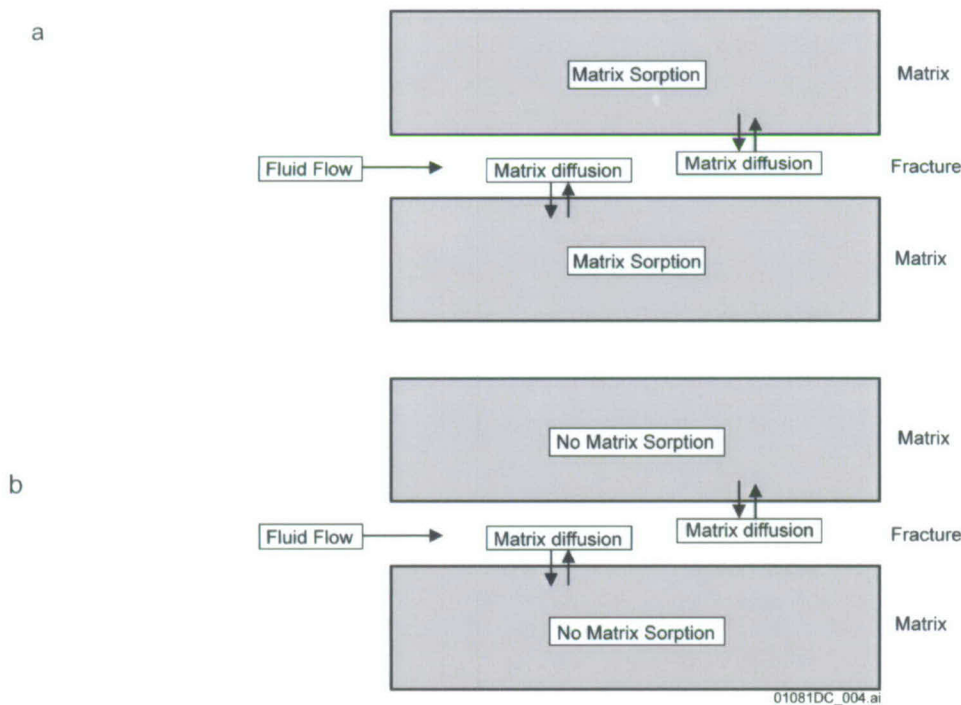 a
Matrix Sorption
Matrix
Fluid Flow
Matrix diffusion
Matrix diffusion
Fracture
Matrix Sorption
Matrix
b
No Matrix Sorption
Matrix
Fluid Flow
Matrix diffusion
Matrix diffusion
Fracture
No Matrix Sorption
Matrix
01081DC_004.ai